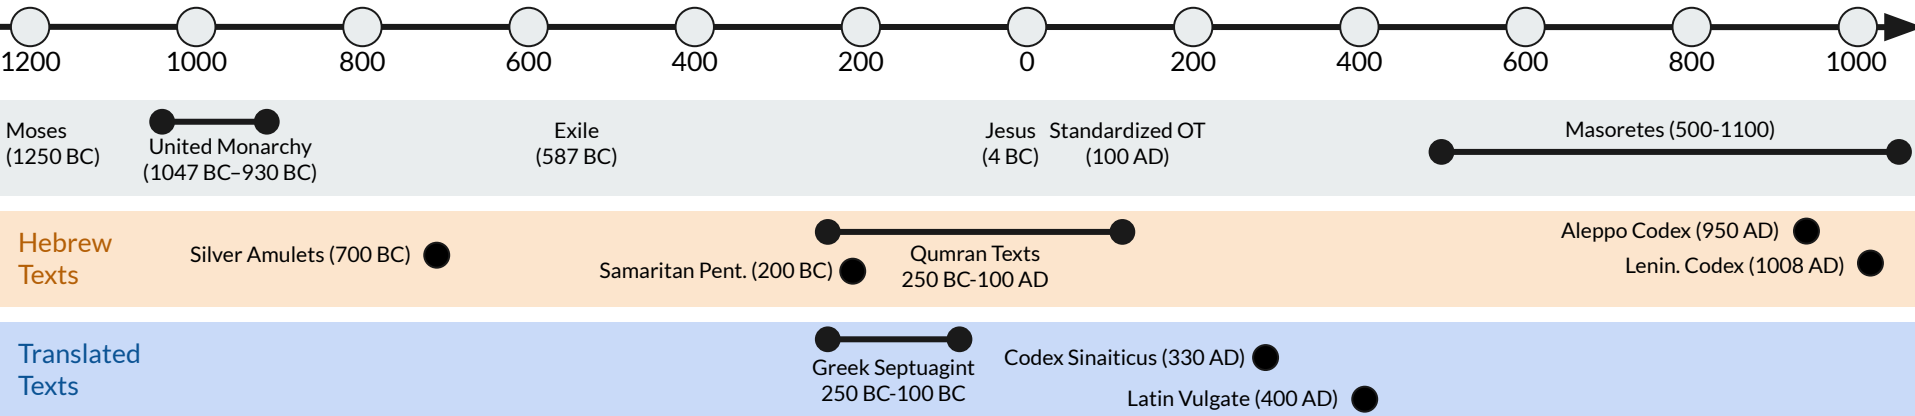 1200 1000 800 600 400 200 0 200 400 600 800 1000
Moses
(1250 BC)
United Monarchy
(1047 BC–930 BC)
Exile
(587 BC)
Jesus
(4 BC)
Standardized OT
(100 AD)
Masoretes (500-1100)
Hebrew
Texts
Silver Amulets (700 BC)
Samaritan Pent. (200 BC)
Qumran Texts
250 BC-100 AD
Aleppo Codex (950 AD)
Lenin. Codex (1008 AD)
Translated
Texts
Greek Septuagint
250 BC-100 BC
Codex Sinaiticus (330 AD)
Latin Vulgate (400 AD)